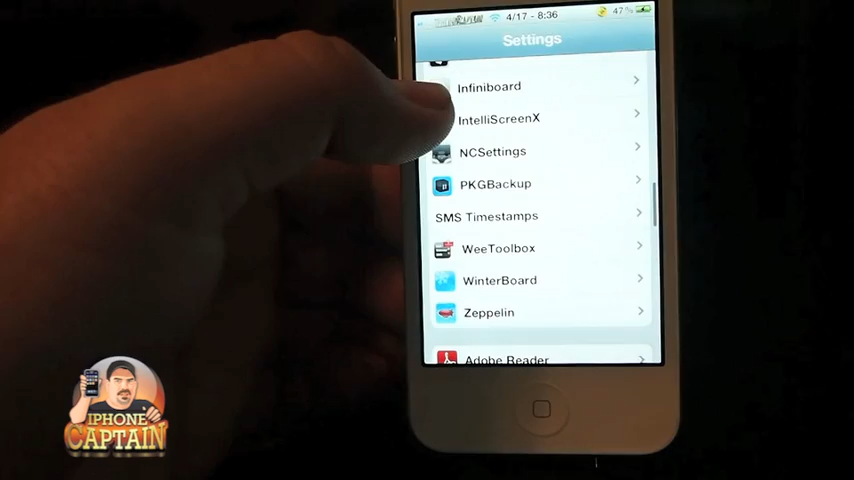 4/17 - 8:36
47%
Settings
Infiniboard
IntelliScreenX
NCSettings
PKGBackup
SMS Timestamps
WeeToolbox
WinterBoard
Zeppelin
Adobe Reader
IPHONE
CAPTAIN